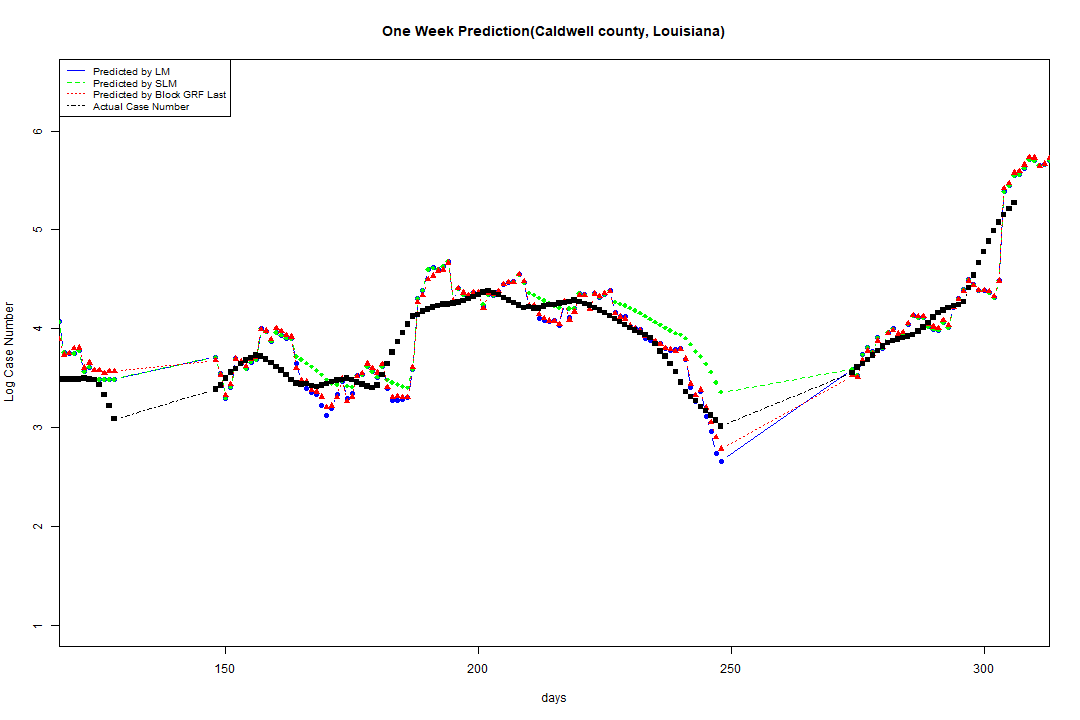 One Week Prediction(Caldwell county, Louisiana)
Predicted by LM
Predicted by SLM
Predicted by Block GRF Last
Actual Case Number
Log Case Number
6
5
4
3
2
1
150 200 250 300
days